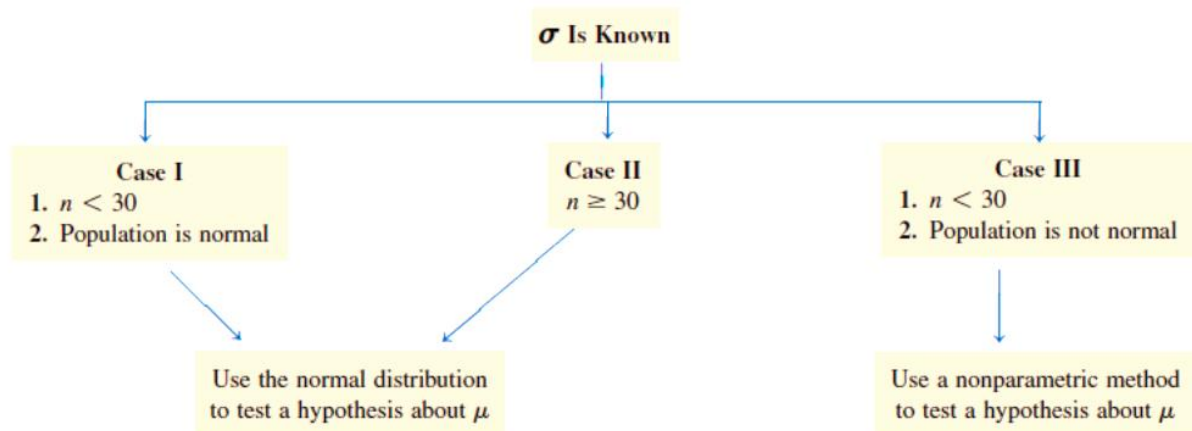 σ Is Known
Case I
1. n < 30
2. Population is normal
Case II
n ≥ 30
Case III
1. n < 30
2. Population is not normal
Use the normal distribution
to test a hypothesis about μ
Use a nonparametric method
to test a hypothesis about μ